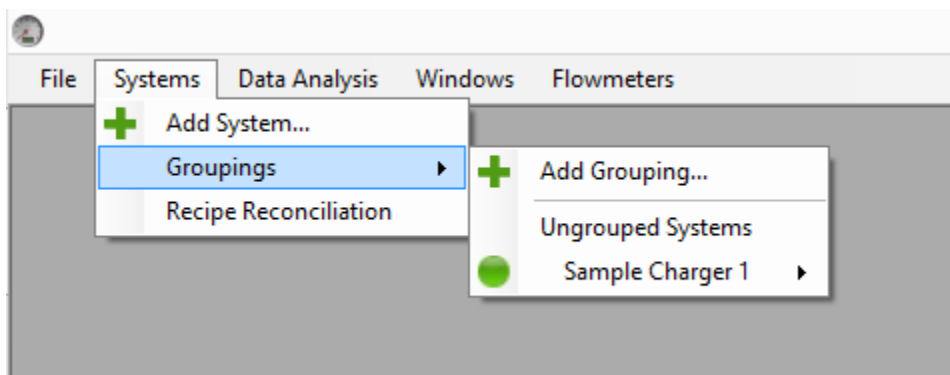 File Systems Data Analysis Windows Flowmeters
Add System...
Groupings
Recipe Reconciliation
Add Grouping...
Ungrouped Systems
Sample Charger 1